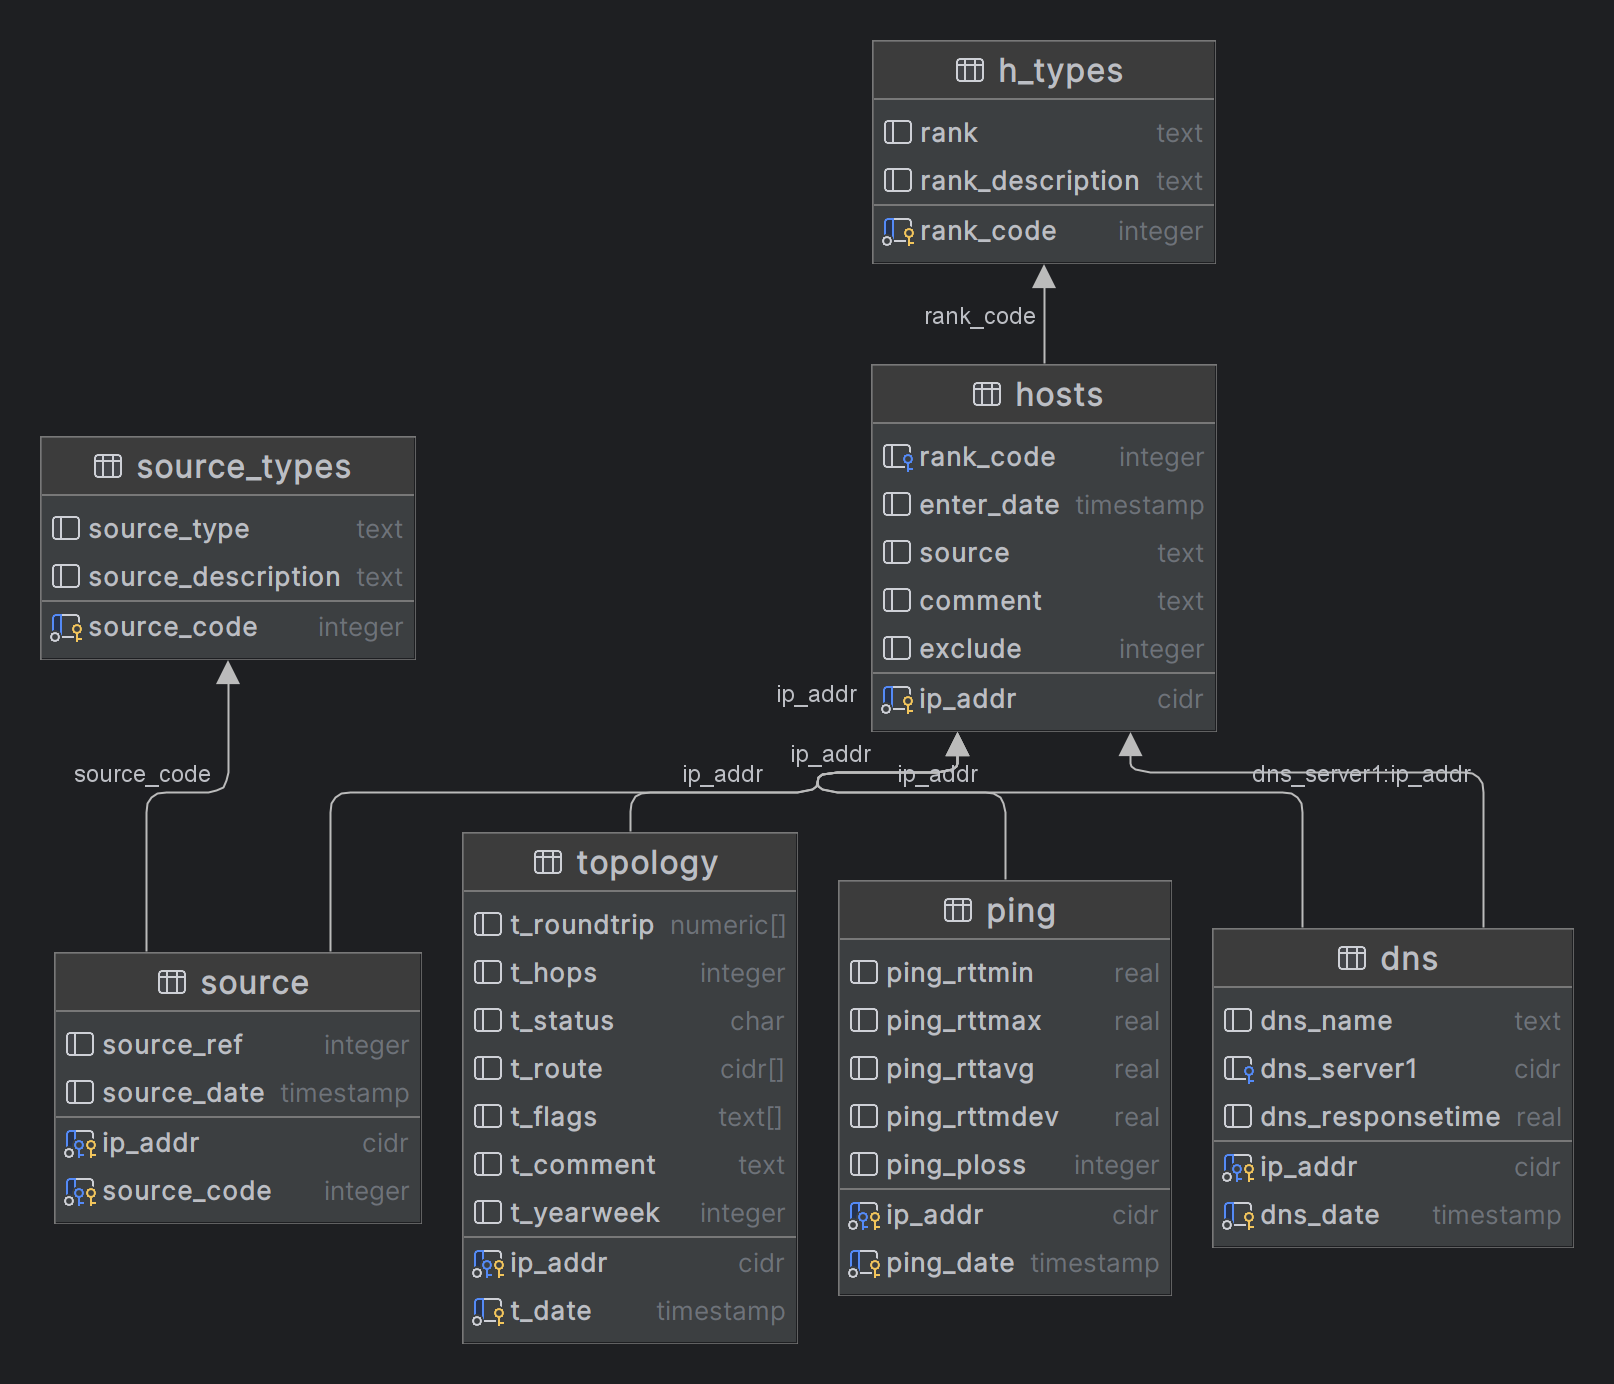 h_types
rank text
rank_description text
rank_code integer
rank_code
hosts
rank_code integer
enter_date timestamp
source text
comment text
exclude integer
ip_addr cidr
source_types
source_type text
source_description text
source_code integer
ip_addr
ip_addr
source_code
ip_addr
ip_addr
dns_server1:ip_addr
source
source_ref integer
source_date timestamp
ip_addr cidr
source_code integer
topology
t_roundtrip numeric[]
t_hops integer
t_status char
t_route cidr[]
t_flags text[]
t_comment text
t_yearweek integer
ip_addr cidr
t_date timestamp
ping
ping_rttmin real
ping_rttmax real
ping_rttavg real
ping_rttmdev real
ping_ploss integer
ip_addr cidr
ping_date timestamp
dns
dns_name text
dns_server1 cidr
dns_responsetime real
ip_addr cidr
dns_date timestamp